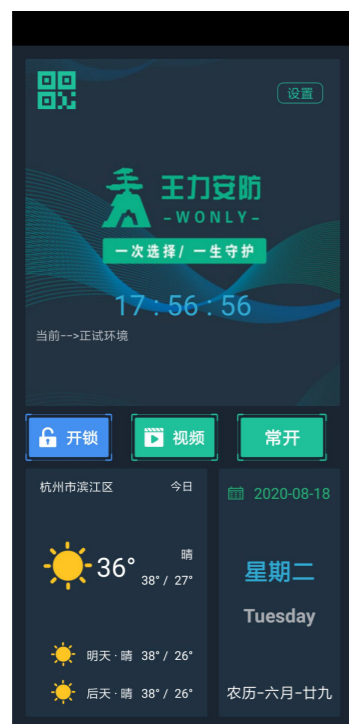 设置
王力安防
-WONLY-
一次选择/一生守护
17:56:56
当前-->正试环境
开锁
视频
常开
杭州市滨江区 今日
36°
晴
38° / 27°
明天·晴 38° / 26°
后天·晴 38° / 26°
2020-08-18
星期二
Tuesday
农历-六月-廿九